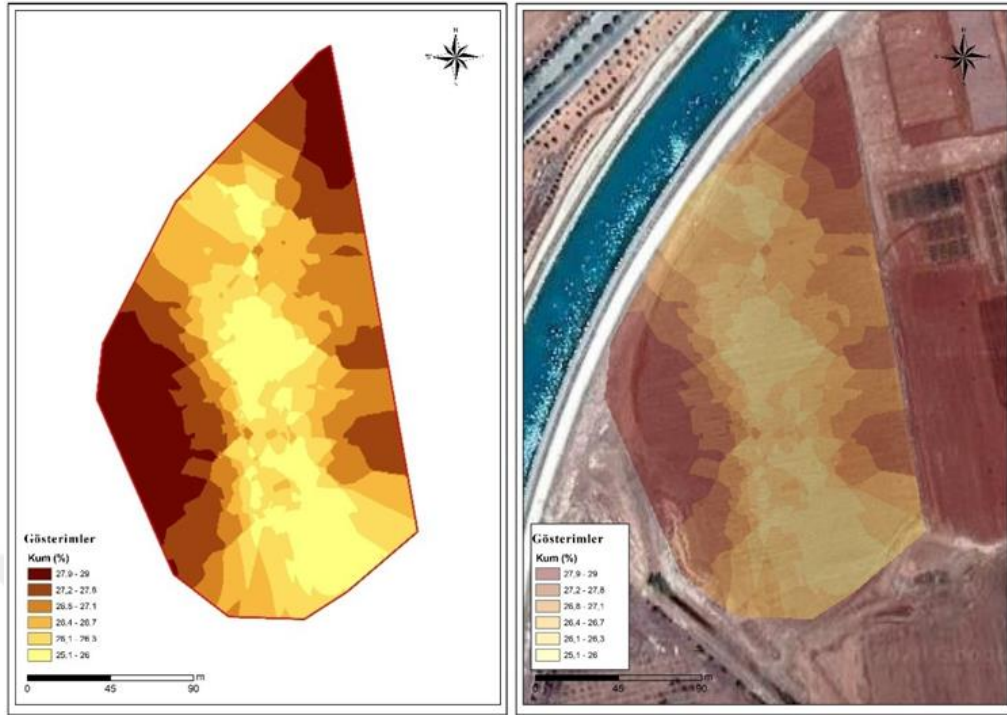 N
Gösterimler
Kum (%)
27,9 - 29
27,2 - 27,8
26,8 - 27,1
26,4 - 26,7
26,1 - 26,3
25,1 - 26
0 45 90 m
N
Gösterimler
Kum (%)
27,9 - 29
27,2 - 27,8
26,8 - 27,1
26,4 - 26,7
26,1 - 26,3
25,1 - 26
0 45 90 m